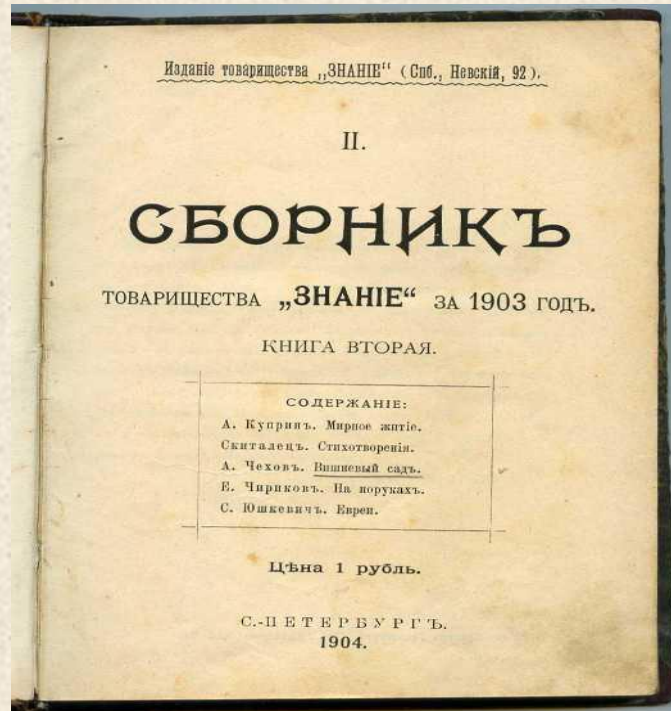 Изданіе товарищества „ЗНАНІЕ“ (Спб., Невскій, 92).
II.
СБОРНИКЪ
ТОВАРИЩЕСТВА „ЗНАНІЕ“ ЗА 1903 ГОДЪ.
КНИГА ВТОРАЯ.
СОДЕРЖАНІЕ:
А. Купринъ. Мирное житіе.
Скиталецъ. Стихотворенія.
А. Чеховъ. Вишневый садъ.
Е. Чириковъ. На порукахъ.
С. Юшкевичъ. Евреи.
Цѣна 1 рубль.
С.-ПЕТЕРБУРГЪ.
1904.